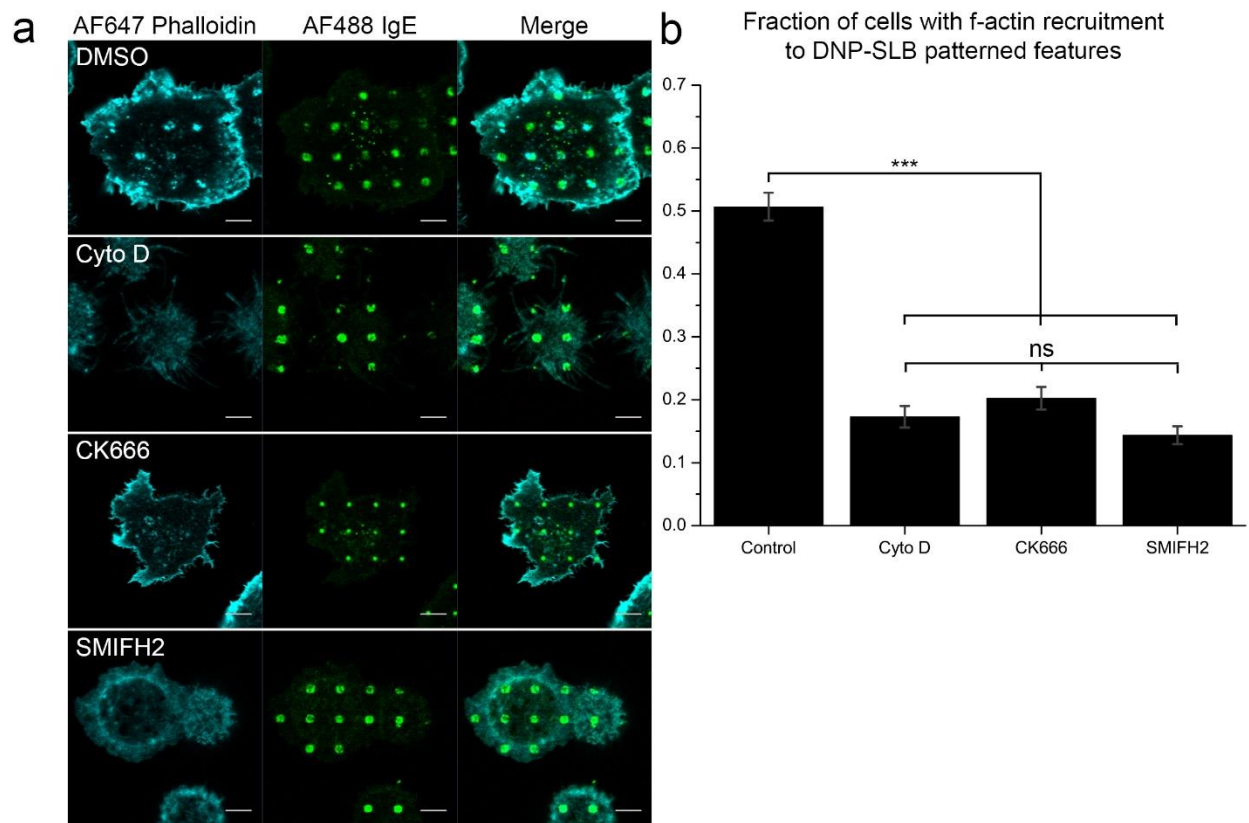 a
AF647 Phalloidin AF488 IgE Merge
DMSO
Cyto D
CK666
SMIFH2
b
Fraction of cells with f-actin recruitment
to DNP-SLB patterned features
0.7
0.6
0.5
0.4
0.3
0.2
0.1
0.0
***
ns
Control Cyto D CK666 SMIFH2